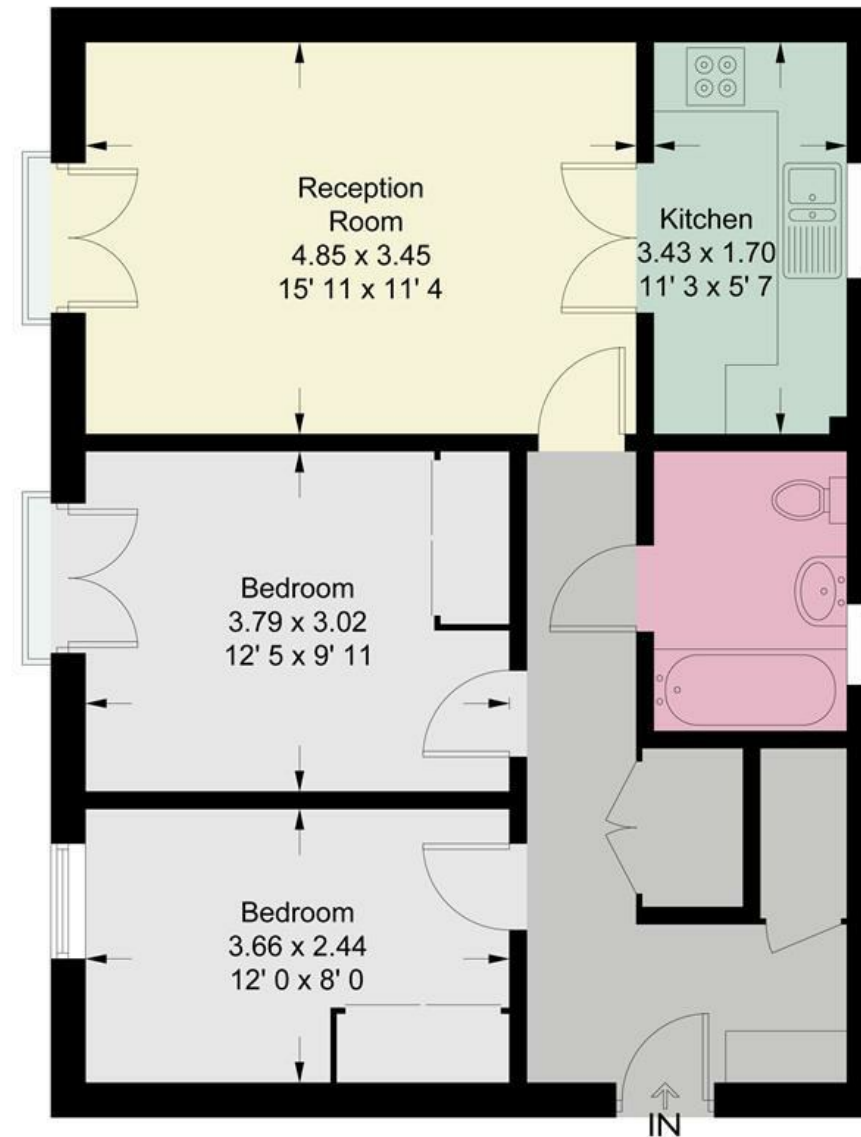 Reception
Room
4.85 x 3.45
15' 11 x 11' 4
Kitchen
3.43 x 1.70
11' 3 x 5' 7
Bedroom
3.79 x 3.02
12' 5 x 9' 11
Bedroom
3.66 x 2.44
12' 0 x 8' 0
IN